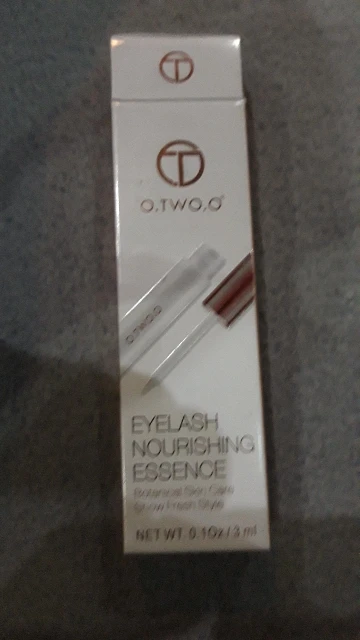 O.TWO.O
O.TWO.O
EYELASH
NOURISHING
ESSENCE
Botanical Skin Care
Show Fresh Style
NET WT. 0.1Oz / 3 ml